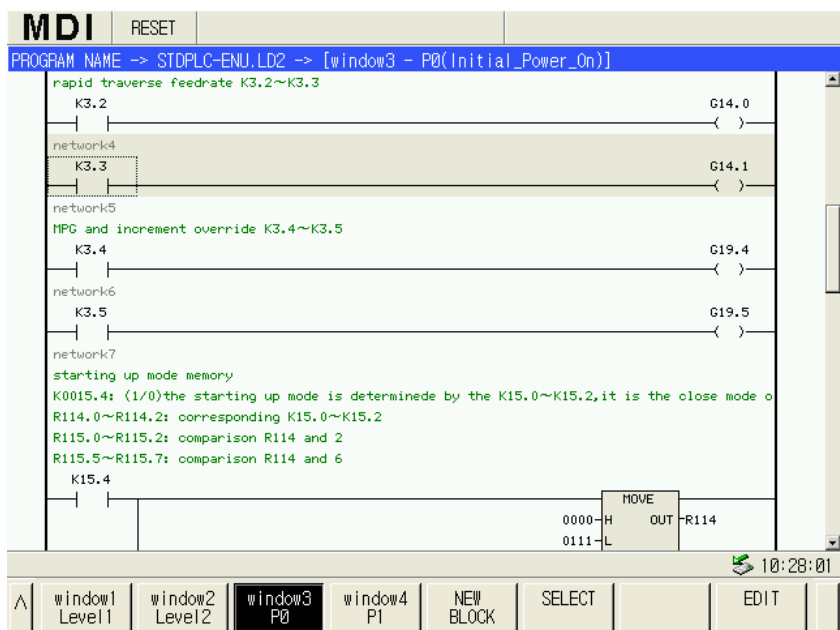 MDI RESET
PROGRAM NAME -> STDPLC-ENU.LD2 -> [window3 - P0(Initial_Power_On)]
rapid traverse feedrate K3.2~K3.3
K3.2 G14.0
network4
K3.3 G14.1
network5
MPG and increment override K3.4~K3.5
K3.4 G19.4
network6
K3.5 G19.5
network7
starting up mode memory
K0015.4: (1/0)the starting up mode is determinede by the K15.0~K15.2,it is the close mode o
R114.0~R114.2: corresponding K15.0~K15.2
R115.0~R115.2: comparison R114 and 2
R115.5~R115.7: comparison R114 and 6
K15.4
MOVE
0000-H OUT R114
0111-L
10:28:01
window1 window2 window3 window4 NEW SELECT EDIT
Level1 Level2 P0 P1 BLOCK